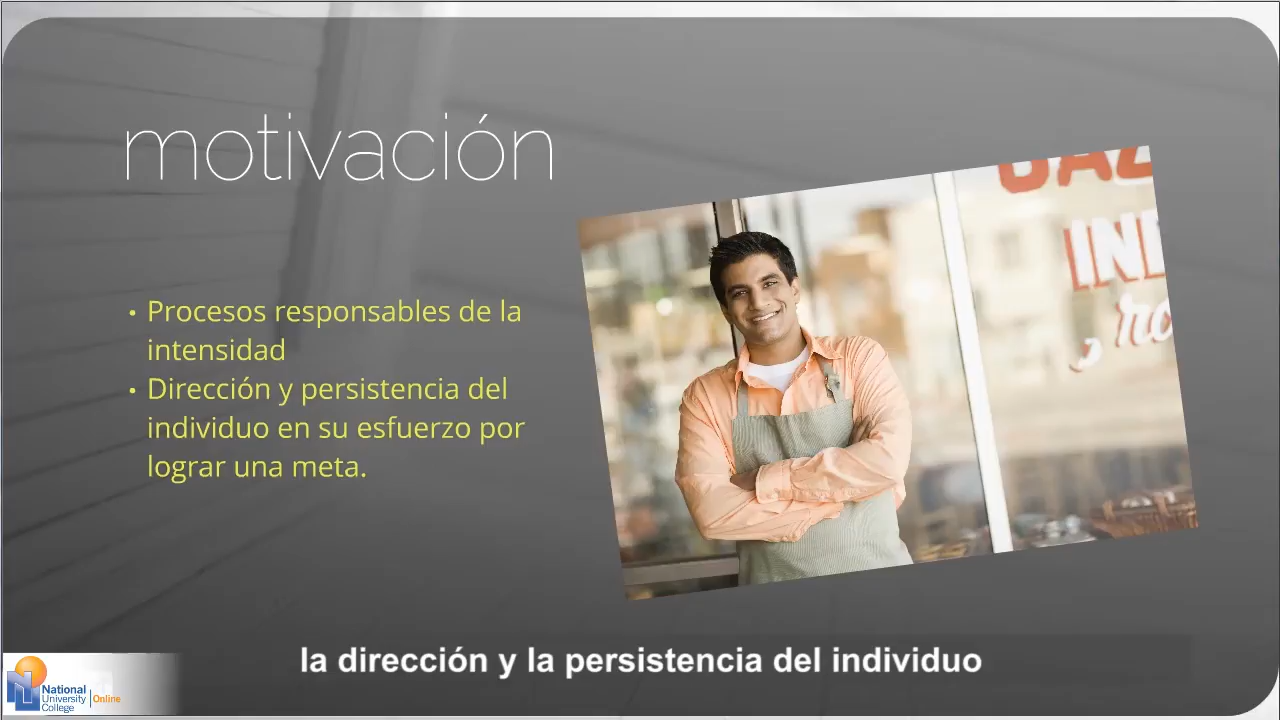 motivación
• Procesos responsables de la
intensidad
• Dirección y persistencia del
individuo en su esfuerzo por
lograr una meta.
IND
la dirección y la persistencia del individuo
National
University
College
Online